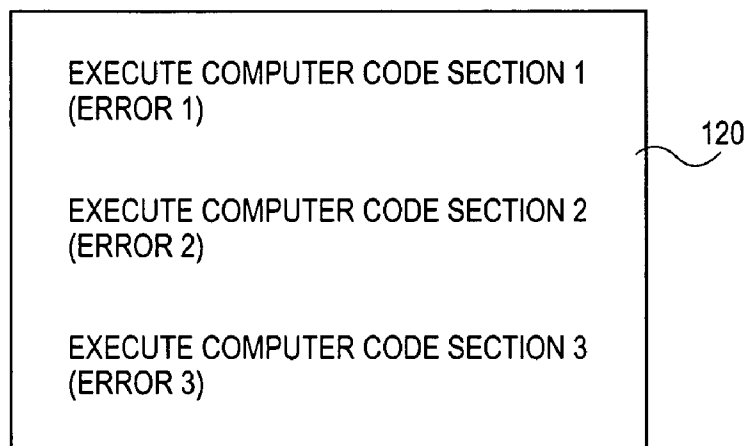 EXECUTE COMPUTER CODE SECTION 1
(ERROR 1)
120
EXECUTE COMPUTER CODE SECTION 2
(ERROR 2)
EXECUTE COMPUTER CODE SECTION 3
(ERROR 3)